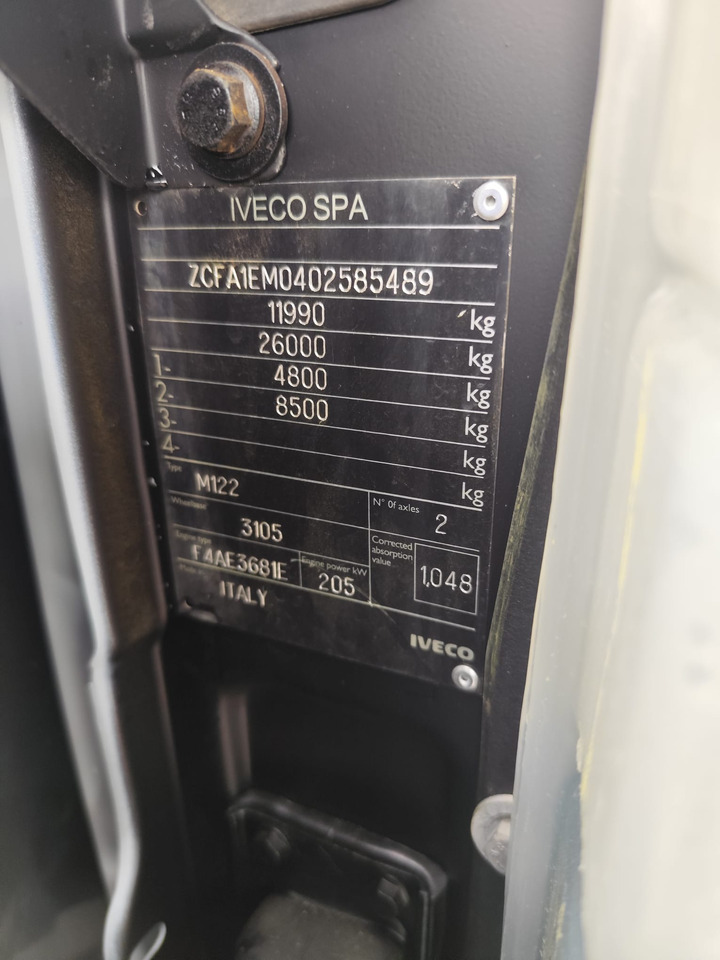 IVECO SPA
ZCFA1EM0402585489
11990 kg
26000 kg
1- 4800 kg
2- 8500 kg
3- kg
4- kg
Type M122 N° Of axles 2
Wheelbase 3105
Engine type F4AE3681E Engine power kW 205 Corrected absorption value 1.048
ITALY
IVECO